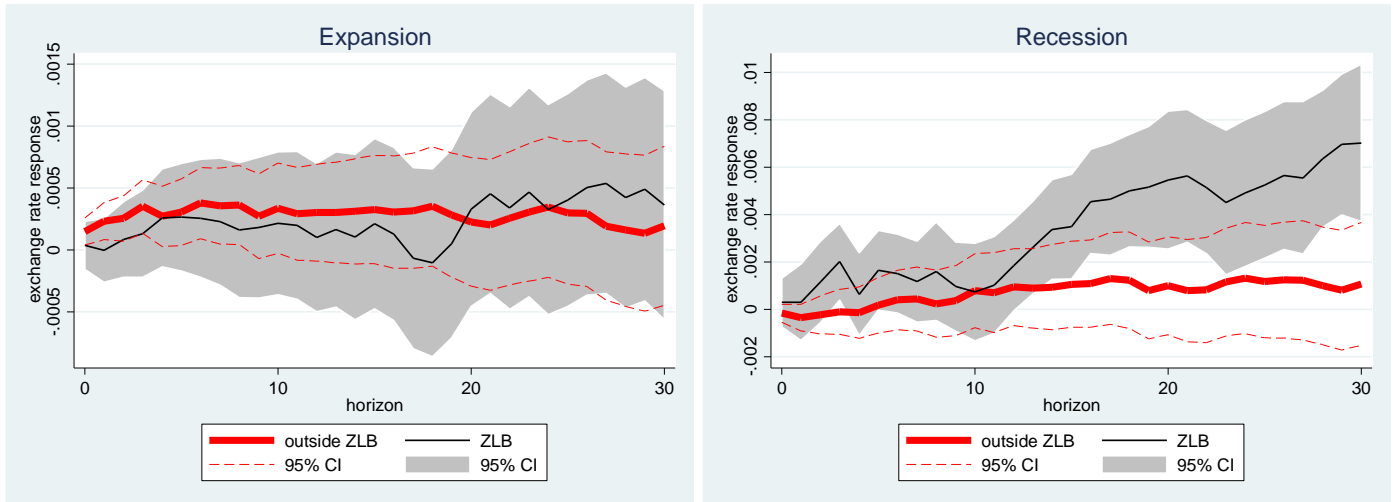 Expansion
exchange rate response
.0015
.001
.0005
0
-.0005
0 10 20 30
horizon
outside ZLB ZLB
95% CI 95% CI
Recession
exchange rate response
.01
.008
.006
.004
.002
0
-.002
0 10 20 30
horizon
outside ZLB ZLB
95% CI 95% CI